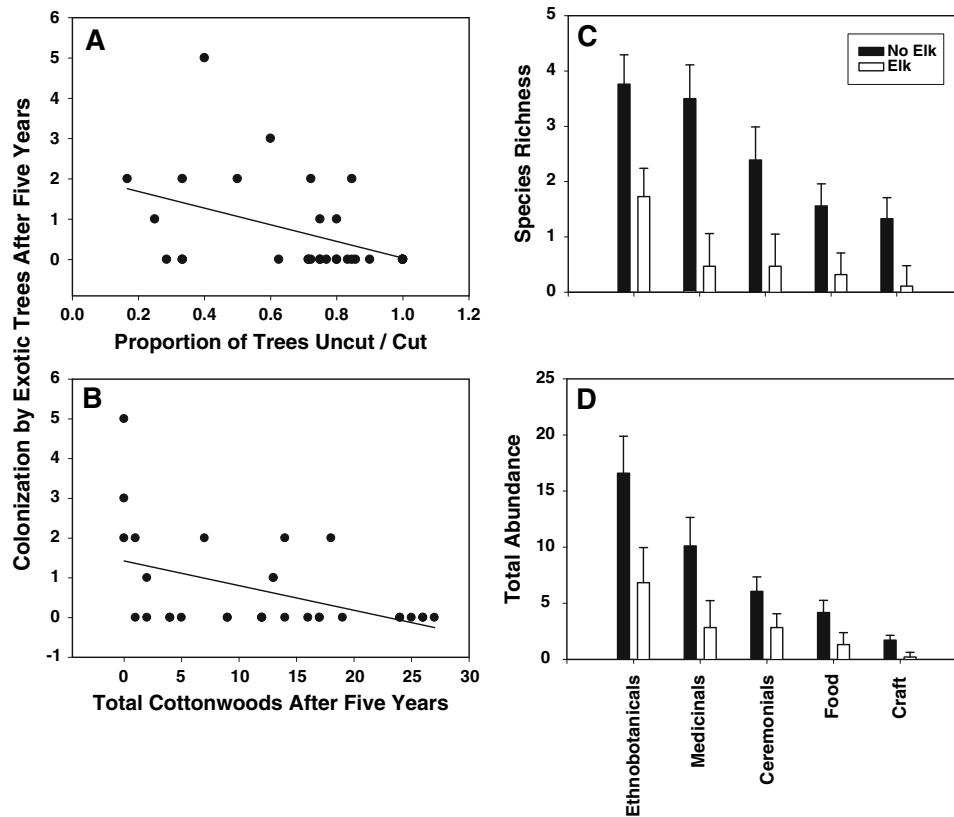 Colonization by Exotic Trees After Five Years
A
6
5
4
3
2
1
0
0.0 0.2 0.4 0.6 0.8 1.0 1.2
Proportion of Trees Uncut / Cut
B
6
5
4
3
2
1
0
-1
0 5 10 15 20 25 30
Total Cottonwoods After Five Years
C
No Elk
Elk
Species Richness
5
4
3
2
1
0
D
Total Abundance
25
20
15
10
5
0
Ethnobotanicals
Medicinals
Ceremonials
Food
Craft